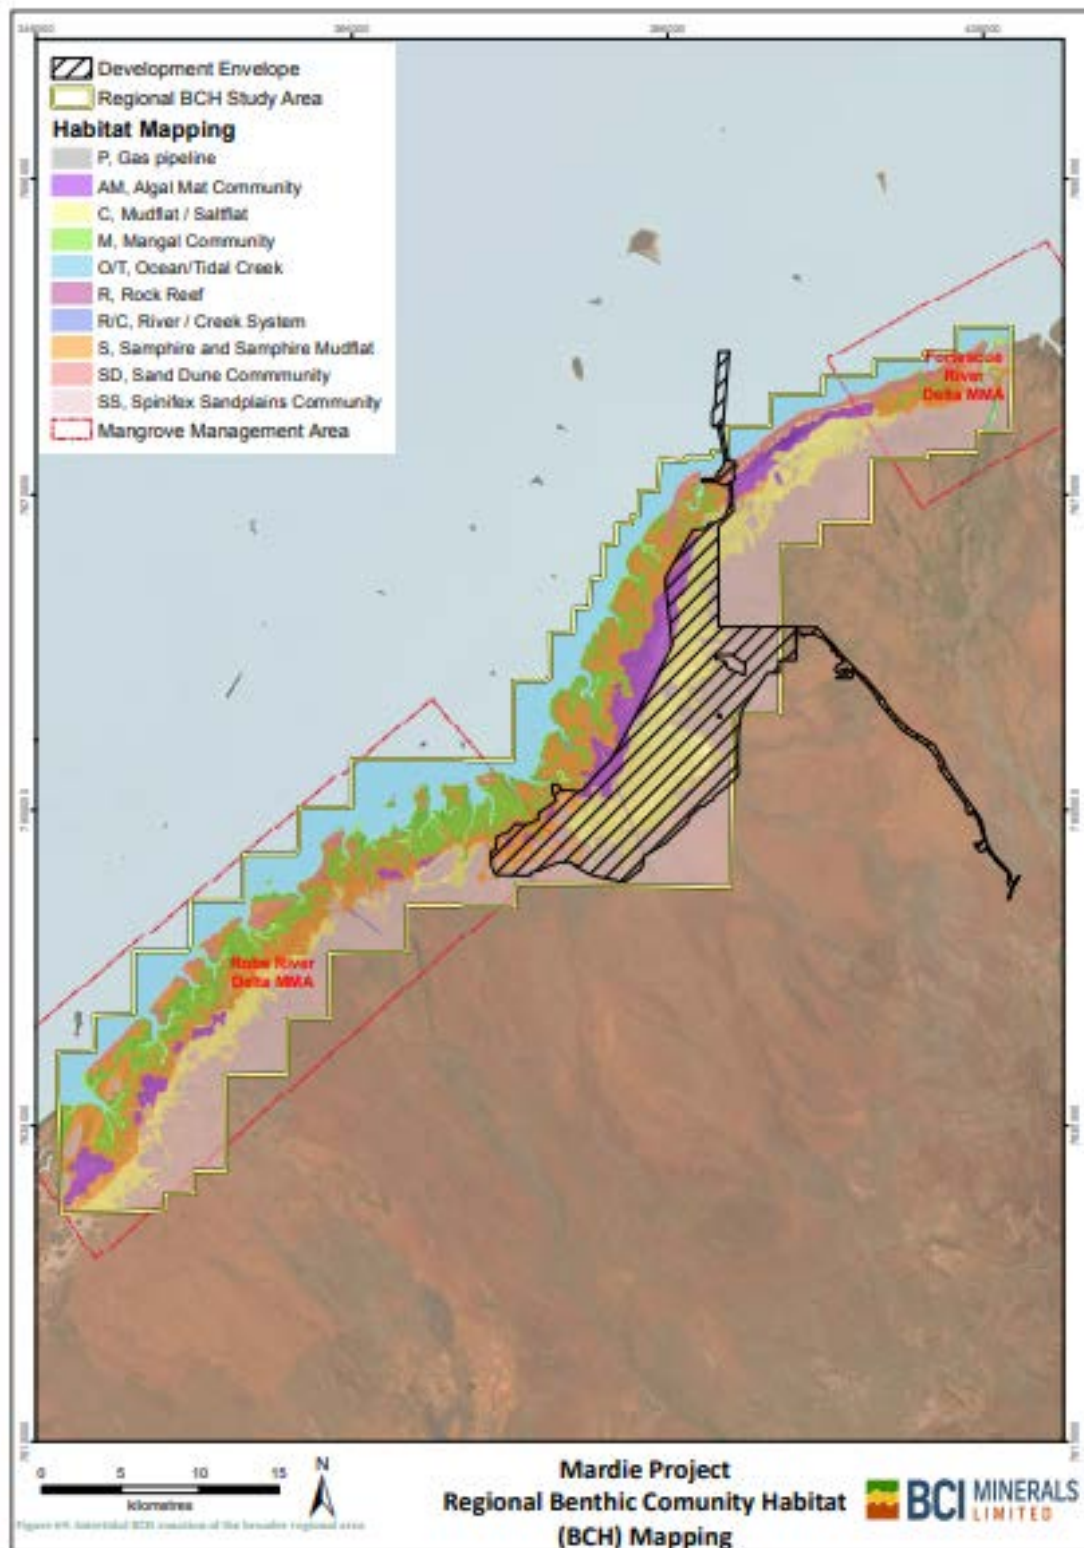 Development Envelope
Regional BCH Study Area
Habitat Mapping
P, Gas pipeline
AM, Algal Mat Community
C, Mudflat / Saltflat
M, Mangal Community
O/T, Ocean/Tidal Creek
R, Rock Reef
R/C, River / Creek System
S, Samphire and Samphire Mudflat
SD, Sand Dune Commmunity
SS, Spinifex Sandplains Community
Mangrove Management Area
Fortescue
River
Delta MMA
Robe River
Delta MMA
0 5 10 15
kilometres
N
Mardie Project
Regional Benthic Comunity Habitat
(BCH) Mapping
BCI MINERALS
LIMITED